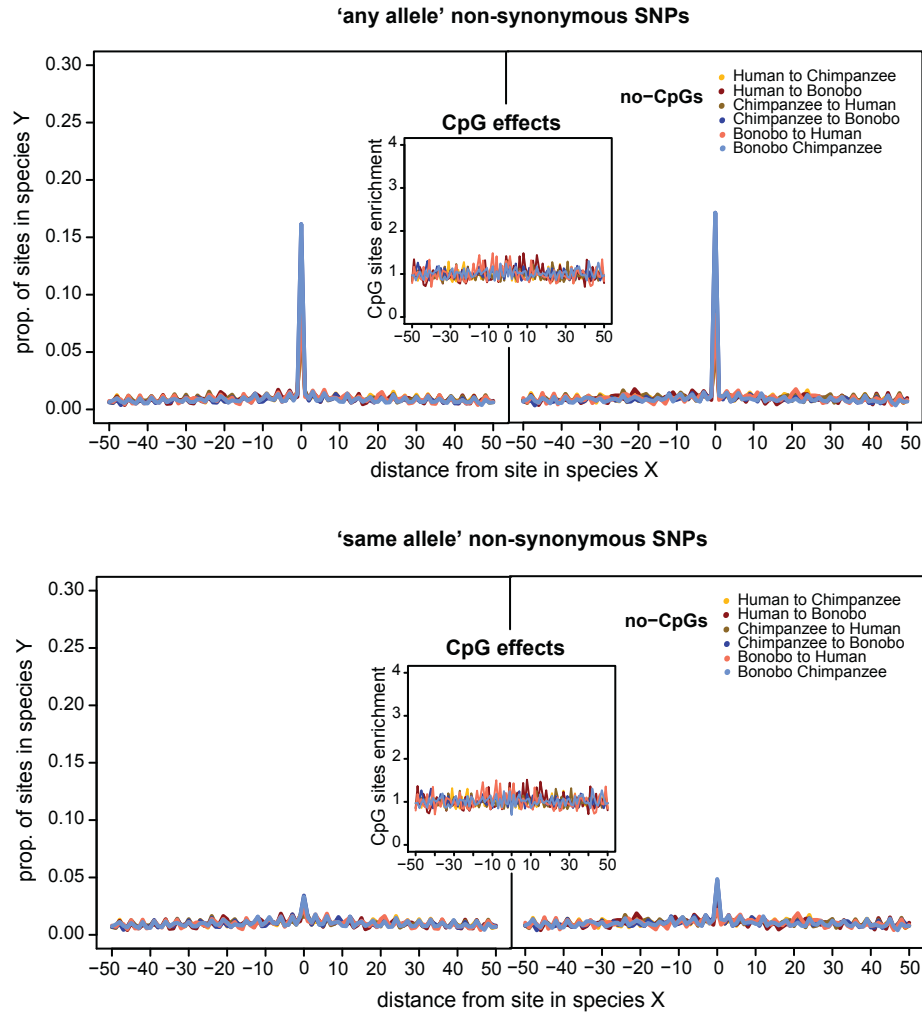 ‘any allele’ non-synonymous SNPs
prop. of sites in species Y
0.30
0.25
0.20
0.15
0.10
0.05
0.00
−50 −40 −30 −20 −10 0 10 20 30 40 50
CpG effects
CpG sites enrichment
4
3
2
1
0
−50 −30 −10 0 10 30 50
no−CpGs
Human to Chimpanzee
Human to Bonobo
Chimpanzee to Human
Chimpanzee to Bonobo
Bonobo to Human
Bonobo Chimpanzee
−50 −40 −30 −20 −10 0 10 20 30 40 50
distance from site in species X
‘same allele’ non-synonymous SNPs
prop. of sites in species Y
0.30
0.25
0.20
0.15
0.10
0.05
0.00
−50 −40 −30 −20 −10 0 10 20 30 40 50
CpG effects
CpG sites enrichment
4
3
2
1
0
−50 −30 −10 0 10 30 50
no−CpGs
Human to Chimpanzee
Human to Bonobo
Chimpanzee to Human
Chimpanzee to Bonobo
Bonobo to Human
Bonobo Chimpanzee
−50 −40 −30 −20 −10 0 10 20 30 40 50
distance from site in species X